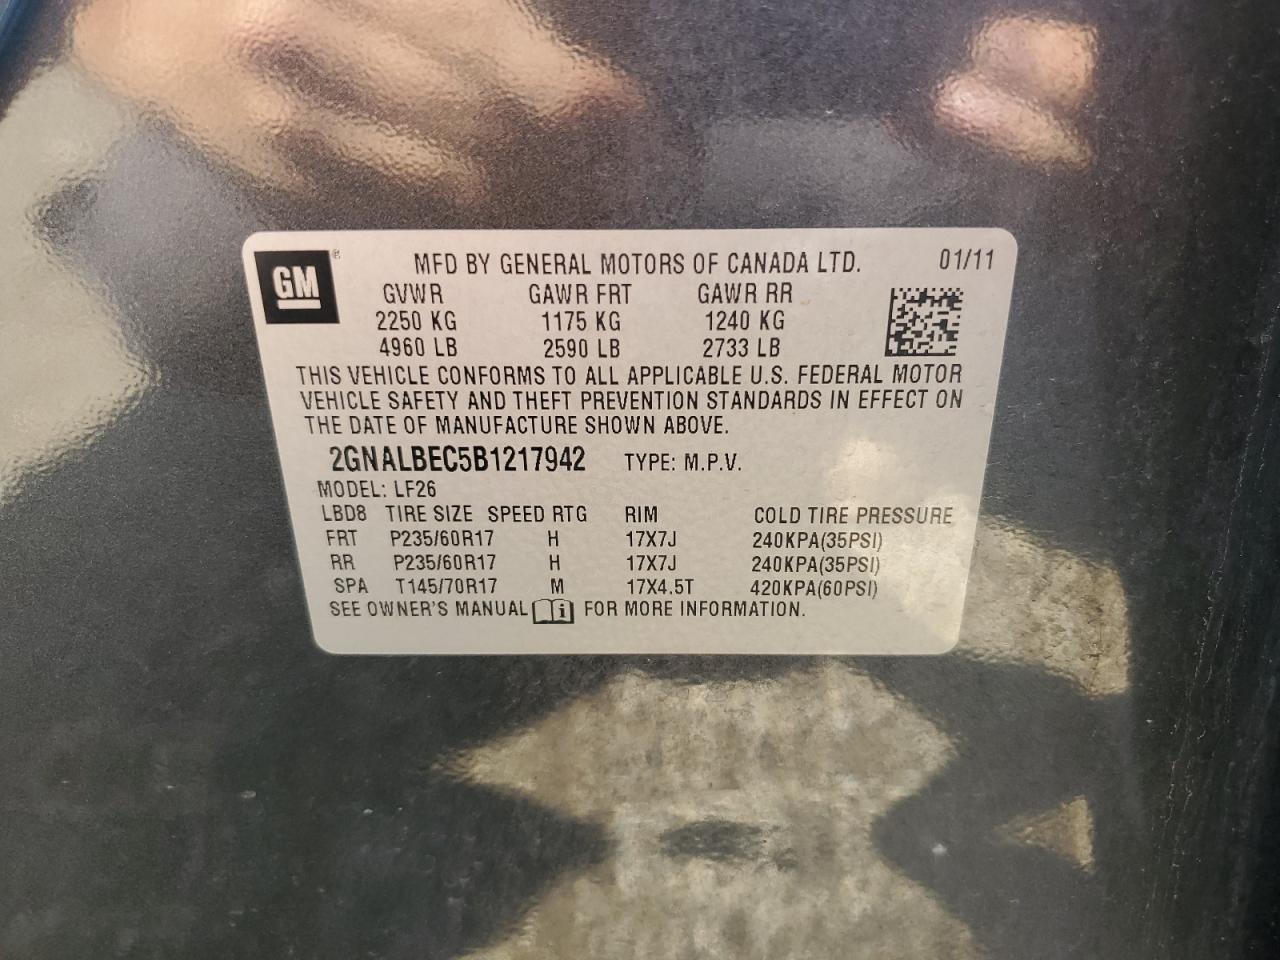 GM ® MFD BY GENERAL MOTORS OF CANADA LTD. 01/11
GVWR GAWR FRT GAWR RR
2250 KG 1175 KG 1240 KG
4960 LB 2590 LB 2733 LB
THIS VEHICLE CONFORMS TO ALL APPLICABLE U.S. FEDERAL MOTOR
VEHICLE SAFETY AND THEFT PREVENTION STANDARDS IN EFFECT ON
THE DATE OF MANUFACTURE SHOWN ABOVE.
2GNALBEC5B1217942 TYPE: M.P.V.
MODEL: LF26
LBD8 TIRE SIZE SPEED RTG RIM COLD TIRE PRESSURE
FRT P235/60R17 H 17X7J 240KPA(35PSI)
RR P235/60R17 H 17X7J 240KPA(35PSI)
SPA T145/70R17 M 17X4.5T 420KPA(60PSI)
SEE OWNER'S MANUAL i FOR MORE INFORMATION.